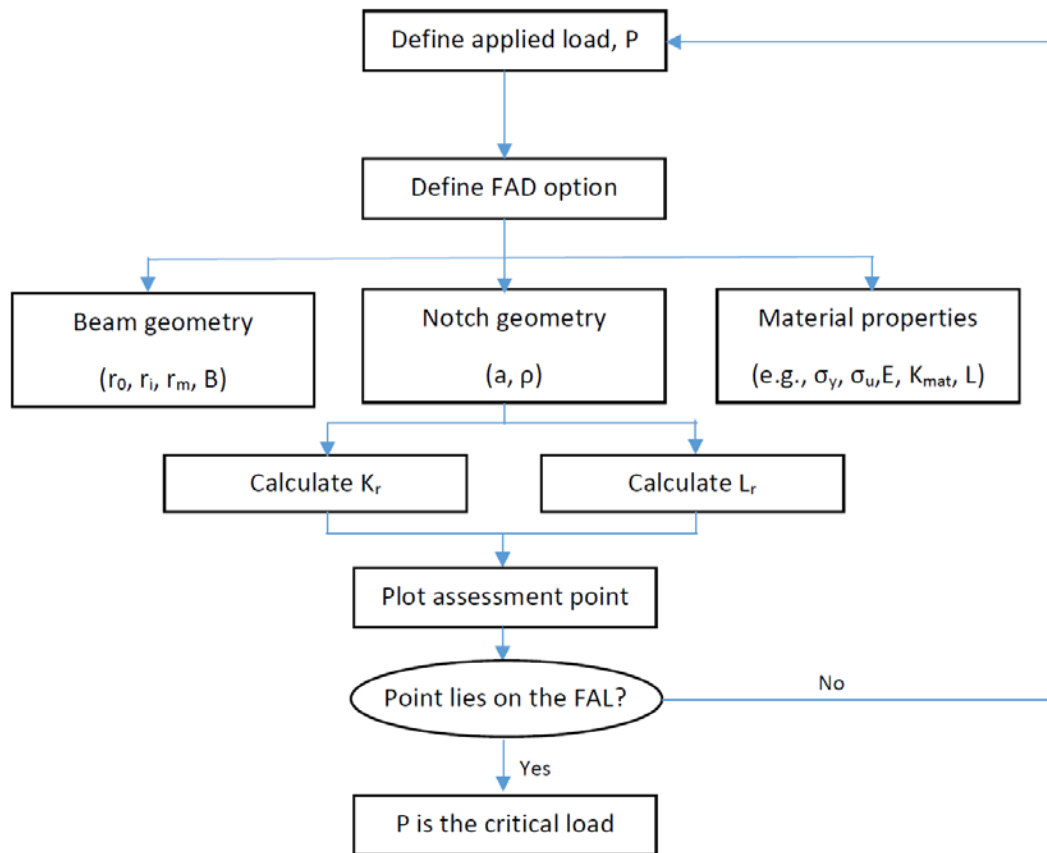 Define applied load, P
Define FAD option
Beam geometry
(r₀, rᵢ, rₘ, B)
Notch geometry
(a, ρ)
Material properties
(e.g., σᵧ, σᵤ,E, Kₘₐₜ, L)
Calculate Kᵣ
Calculate Lᵣ
Plot assessment point
Point lies on the FAL?
No
Yes
P is the critical load